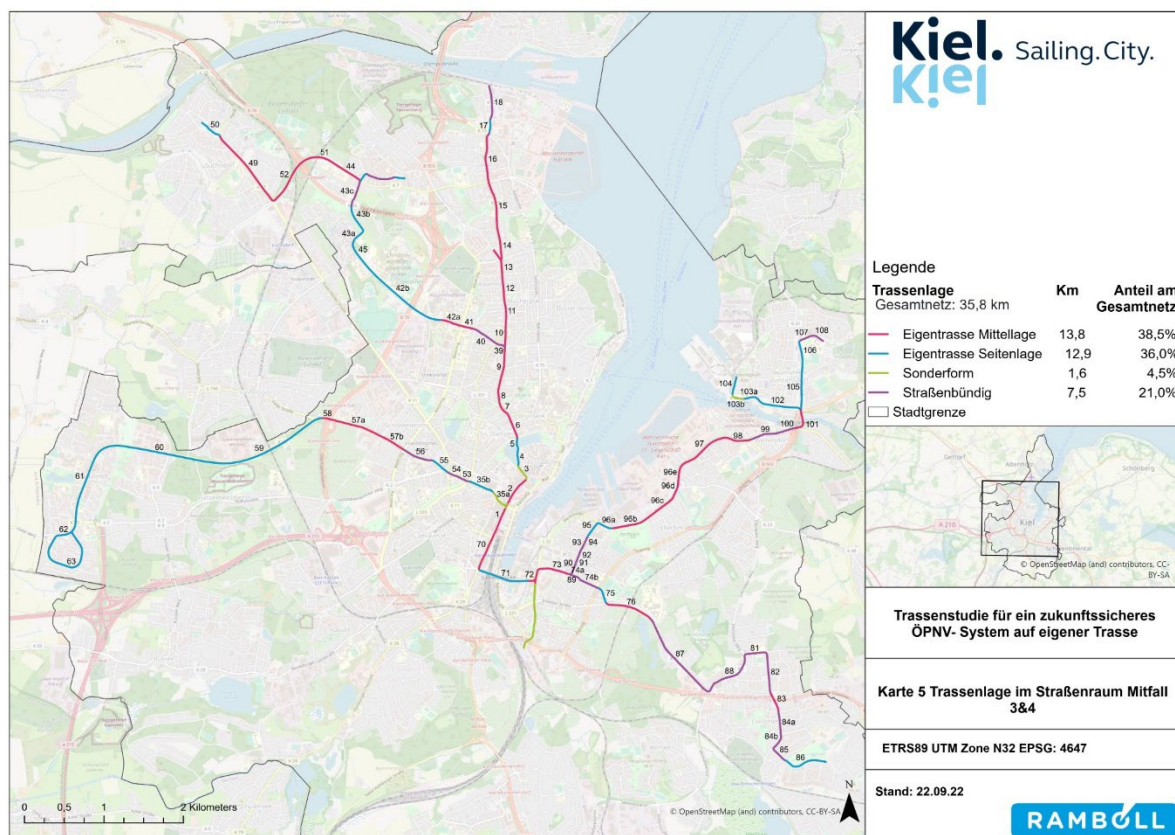 Kiel. Sailing.City.
Kiel
Legende
Trassenlage Km Anteil am
Gesamtnetz: 35,8 km Gesamtnetz
Eigentrasse Mittellage 13,8 38,5%
Eigentrasse Seitenlage 12,9 36,0%
Sonderform 1,6 4,5%
Straßenbündig 7,5 21,0%
Stadtgrenze
Gettorf
Schönberg
A 210
Kiel
© OpenStreetMap (and) contributors, CC-
BY-SA
Trassenstudie für ein zukunftssicheres
ÖPNV- System auf eigener Trasse
Karte 5 Trassenlage im Straßenraum Mitfall
3&4
ETRS89 UTM Zone N32 EPSG: 4647
Stand: 22.09.22
RAMBOLL
50
49
52
51
44
43c
43b
43a
45
42b
42a
41
40
39
18
17
16
15
14
13
12
11
10
9
8
7
6
5
4
3
2
1
70
58
57a
57b
56
55
54
53
35b
35a
59
60
61
62
63
71
72
73
90
74a
89
74b
91
92
93
94
95
96a
96b
96c
96d
96e
97
98
99
100
101
102
103a
103b
104
105
106
107
108
75
76
87
88
81
82
83
84a
84b
85
86
0 0,5 1 2 Kilometers
© OpenStreetMap (and) contributors, CC-BY-SA
N